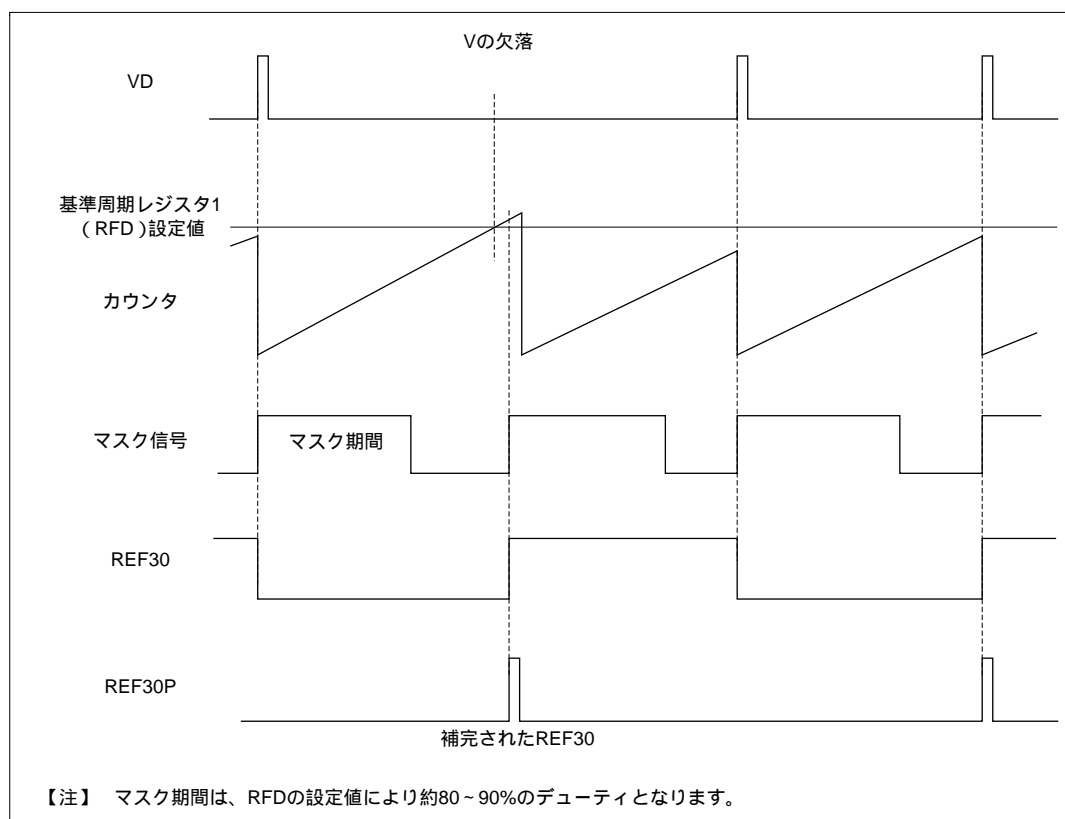 Vの欠落
VD
基準周期レジスタ1
（RFD）設定値
カウンタ
マスク信号
マスク期間
REF30
REF30P
補完されたREF30
【注】 マスク期間は、RFDの設定値により約80～90%のデューティとなります。